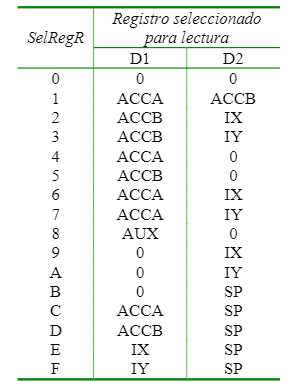 SelRegR Registro seleccionado
para lectura
D1 D2
0 0 0
1 ACCA ACCB
2 ACCB IX
3 ACCB IY
4 ACCA 0
5 ACCB 0
6 ACCA IX
7 ACCA IY
8 AUX 0
9 0 IX
A 0 IY
B 0 SP
C ACCA SP
D ACCB SP
E IX SP
F IY SP